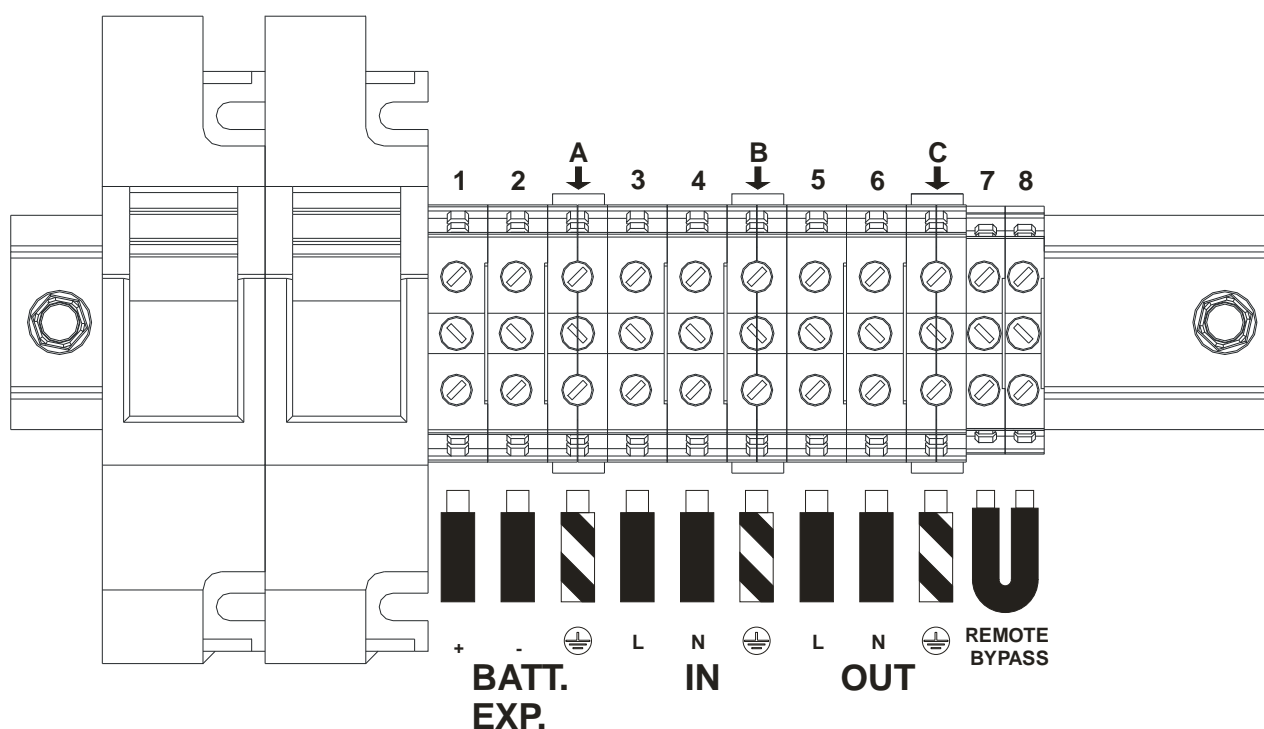 A B C
1 2 3 4 5 6 7 8
+ - L N L N REMOTE
BYPASS
BATT. IN OUT
EXP.